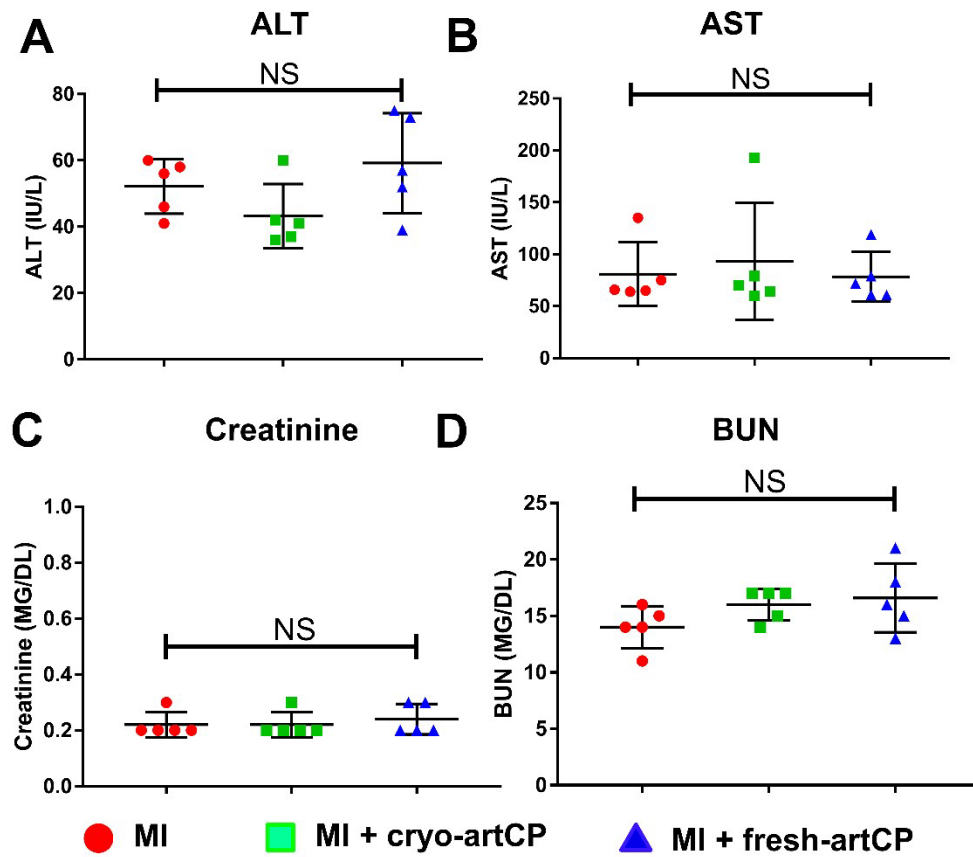 A
ALT
NS
ALT (IU/L)
80
60
40
20
0
B
AST
NS
AST (IU/L)
250
200
150
100
50
0
C
Creatinine
NS
Creatinine (MG/DL)
1.0
0.8
0.6
0.4
0.2
0.0
D
BUN
NS
BUN (MG/DL)
25
20
15
10
5
0
MI
MI + cryo-artCP
MI + fresh-artCP